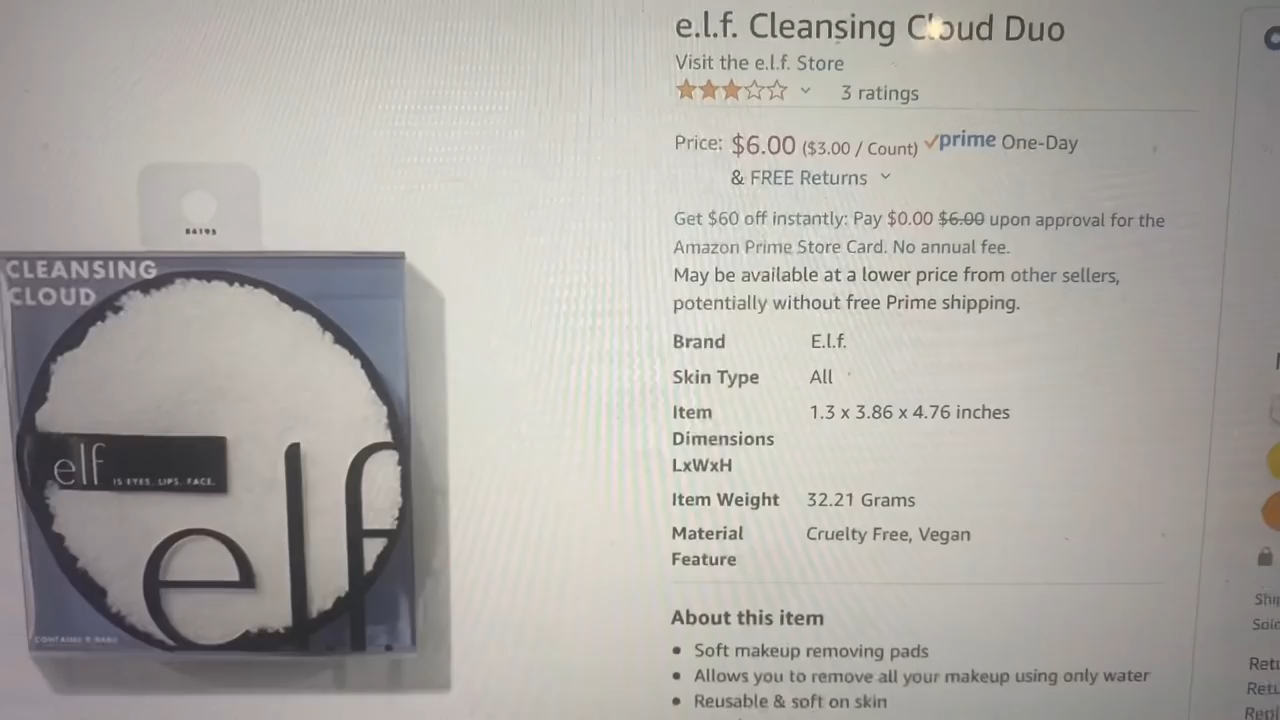 e.l.f. Cleansing Cloud Duo
Visit the e.l.f. Store
3 ratings
Price: $6.00 ($3.00 / Count) prime One-Day
& FREE Returns
Get $60 off instantly: Pay $0.00 $6.00 upon approval for the
Amazon Prime Store Card. No annual fee.
May be available at a lower price from other sellers,
potentially without free Prime shipping.
Brand E.l.f.
Skin Type All
Item 1.3 x 3.86 x 4.76 inches
Dimensions
LxWxH
Item Weight 32.21 Grams
Material Cruelty Free, Vegan
Feature
About this item
Soft makeup removing pads
Allows you to remove all your makeup using only water
Reusable & soft on skin
84195
CLEANSING
CLOUD
elf IS EYES. LIPS. FACE.
elf